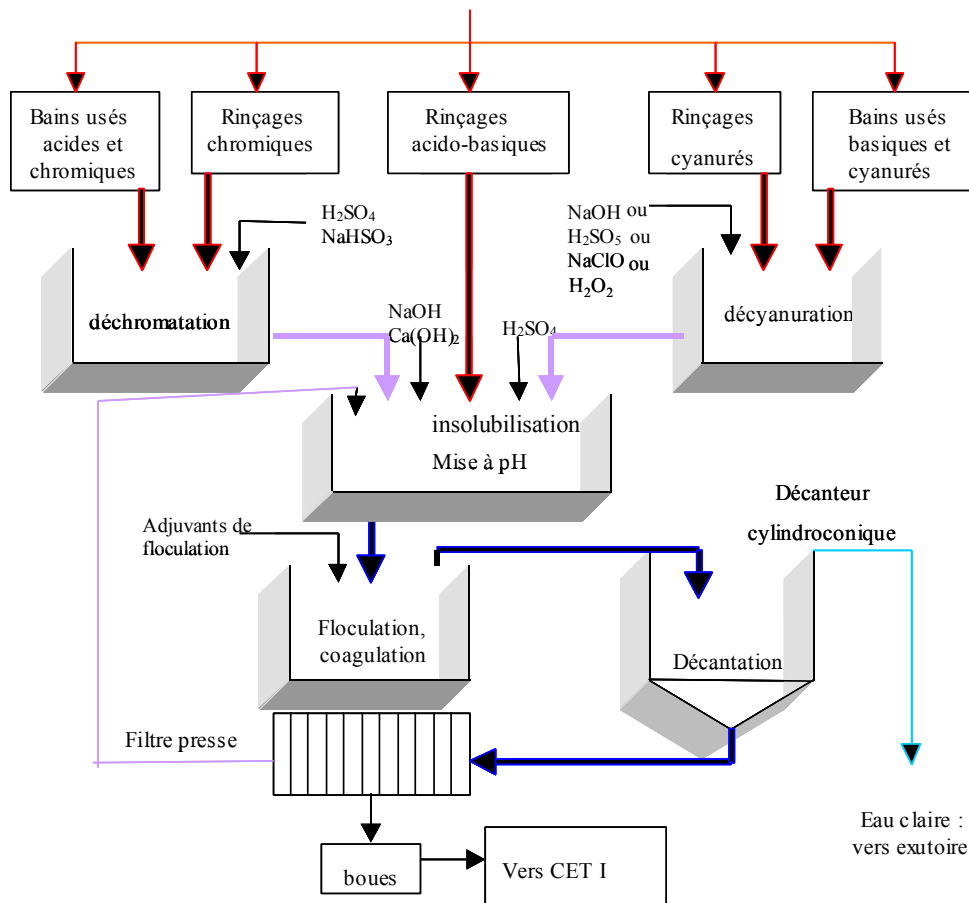 Bains usés
acides et
chromiques
Rinçages
chromiques
Rinçages
acido-basiques
Rinçages
cyanurés
Bains usés
basiques et
cyanurés
H₂SO₄
NaHSO₃
NaOH ou
H₂SO₅ ou
NaClO ou
H₂O₂
déchromatation
NaOH
Ca(OH)₂
H₂SO₄
décyanuration
insolubilisation
Mise à pH
Décanteur
cylindroconique
Adjuvants de
floculation
Floculation,
coagulation
Décantation
Filtre presse
Eau claire :
vers exutoire
boues
Vers CET I